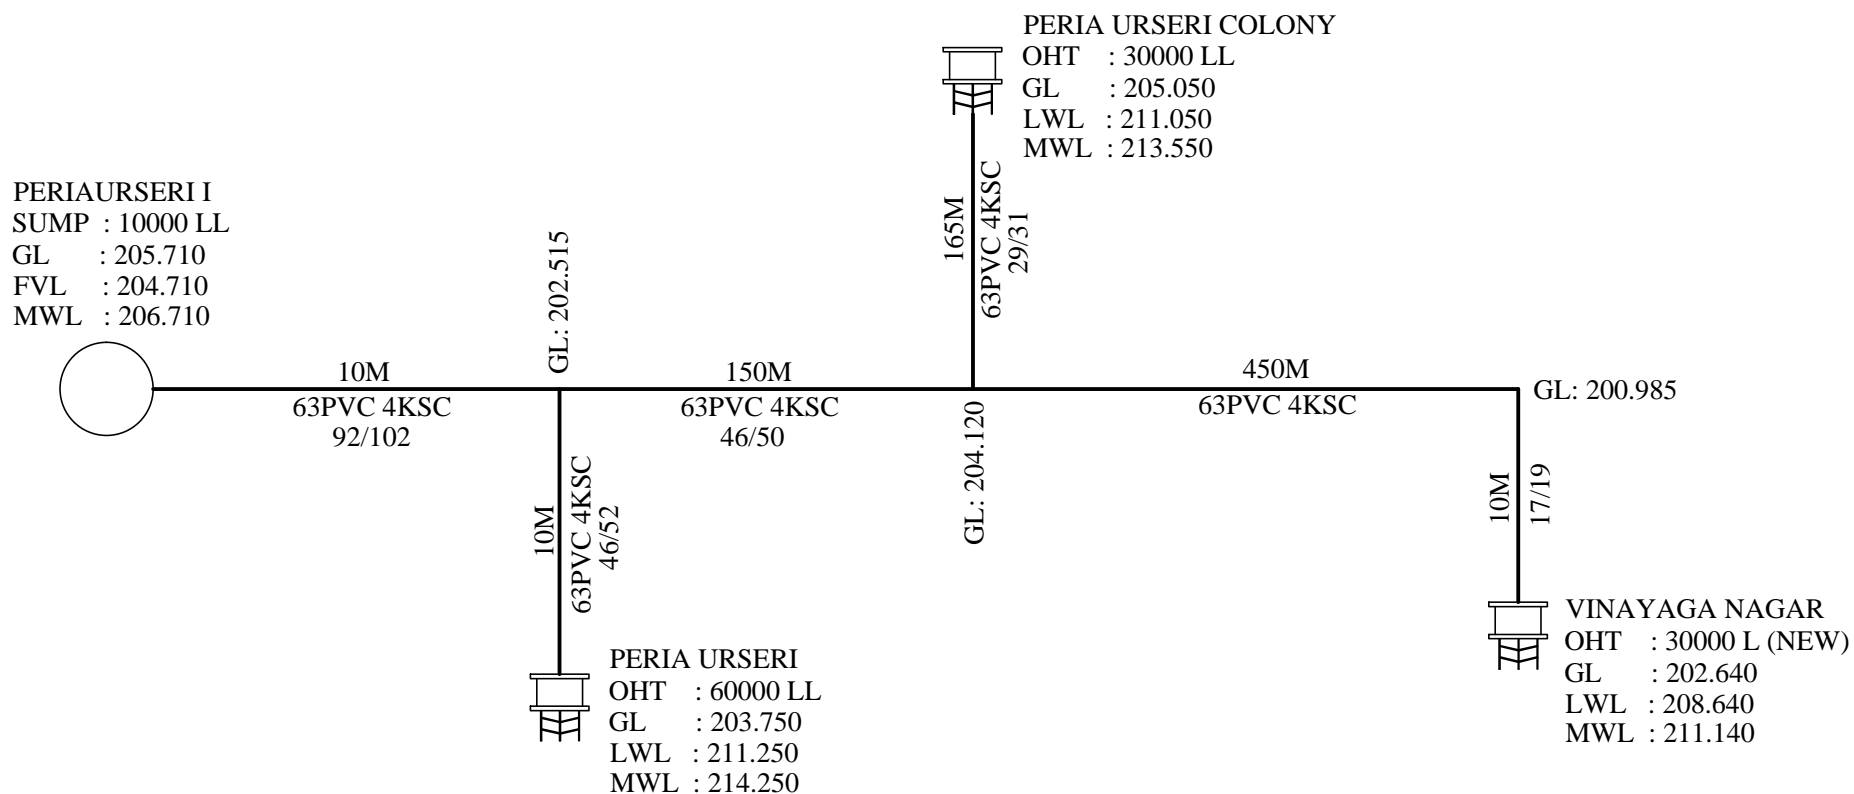 PERIA URSERI COLONY
OHT : 30000 LL
GL : 205.050
LWL : 211.050
MWL : 213.550
PERIAURSERI I
SUMP : 10000 LL
GL : 205.710
FVL : 204.710
MWL : 206.710
GL: 202.515
165M
63PVC 4KSC
29/31
10M
63PVC 4KSC
92/102
150M
63PVC 4KSC
46/50
450M
63PVC 4KSC
GL: 200.985
GL: 204.120
10M
63PVC 4KSC
46/52
10M
17/19
PERIA URSERI
OHT : 60000 LL
GL : 203.750
LWL : 211.250
MWL : 214.250
VINAYAGA NAGAR
OHT : 30000 L (NEW)
GL : 202.640
LWL : 208.640
MWL : 211.140